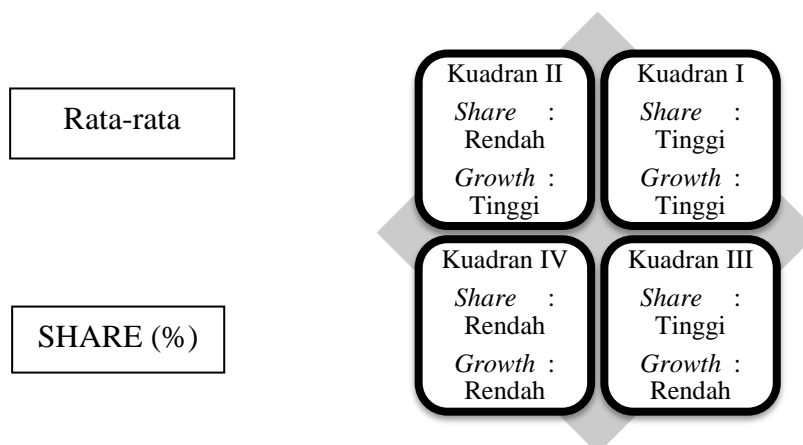 Rata-rata
SHARE (%)
Kuadran II
Share :
Rendah
Growth :
Tinggi
Kuadran I
Share :
Tinggi
Growth :
Tinggi
Kuadran IV
Share :
Rendah
Growth :
Rendah
Kuadran III
Share :
Tinggi
Growth :
Rendah